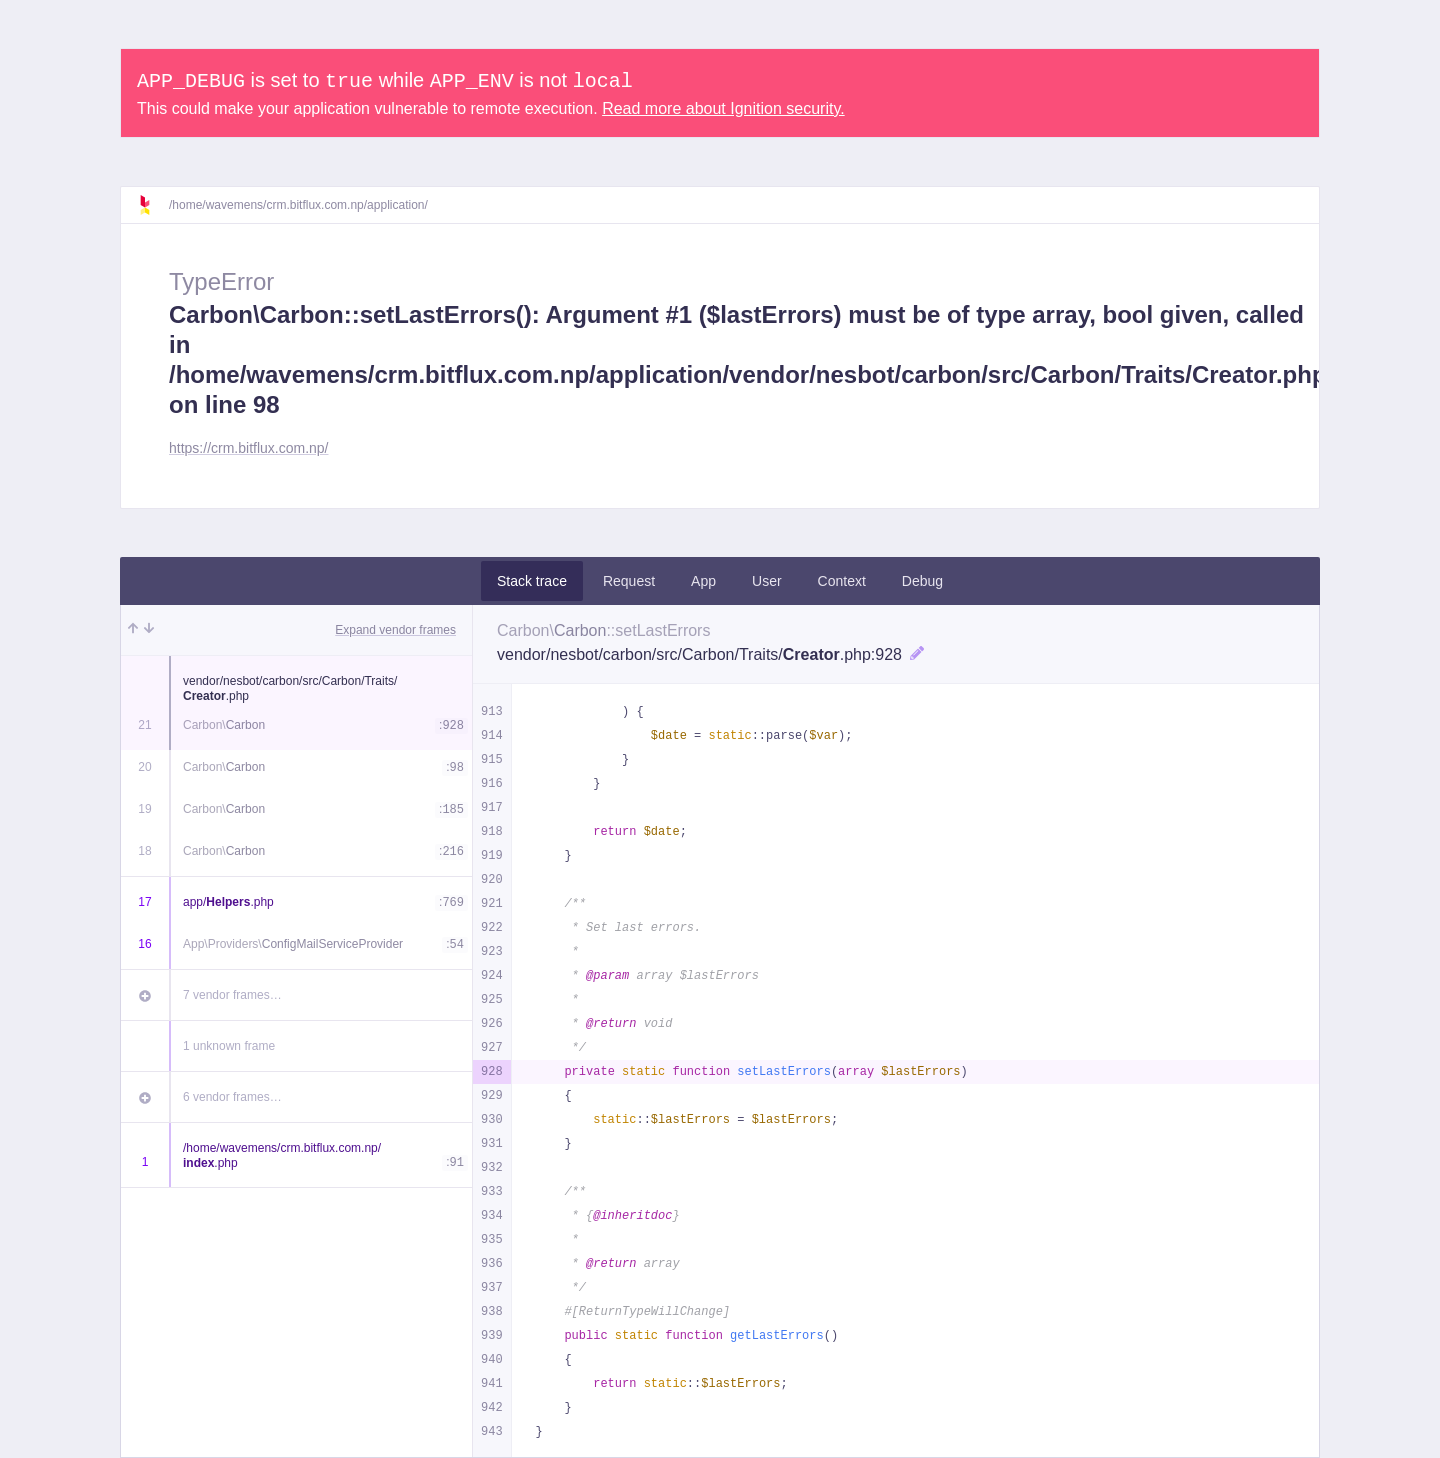 APP_DEBUG is set to true while APP_ENV is not local
This could make your application vulnerable to remote execution. Read more about Ignition security.
/home/wavemens/crm.bitflux.com.np/application/
TypeError
Carbon\Carbon::setLastErrors(): Argument #1 ($lastErrors) must be of type array, bool given, called
in
/home/wavemens/crm.bitflux.com.np/application/vendor/nesbot/carbon/src/Carbon/Traits/Creator.php
on line 98
https://crm.bitflux.com.np/
Stack trace Request App User Context Debug
Expand vendor frames
vendor/nesbot/carbon/src/Carbon/Traits/
Creator.php
21 Carbon\Carbon :928
20 Carbon\Carbon :98
19 Carbon\Carbon :185
18 Carbon\Carbon :216
17 app/Helpers.php :769
16 App\Providers\ConfigMailServiceProvider :54
7 vendor frames…
1 unknown frame
6 vendor frames…
/home/wavemens/crm.bitflux.com.np/
1 index.php :91
Carbon\Carbon::setLastErrors
vendor/nesbot/carbon/src/Carbon/Traits/Creator.php:928
913 ) {
914 $date = static::parse($var);
915 }
916 }
917
918 return $date;
919 }
920
921 /**
922 * Set last errors.
923 *
924 * @param array $lastErrors
925 *
926 * @return void
927 */
928 private static function setLastErrors(array $lastErrors)
929 {
930 static::$lastErrors = $lastErrors;
931 }
932
933 /**
934 * {@inheritdoc}
935 *
936 * @return array
937 */
938 #[ReturnTypeWillChange]
939 public static function getLastErrors()
940 {
941 return static::$lastErrors;
942 }
943 }